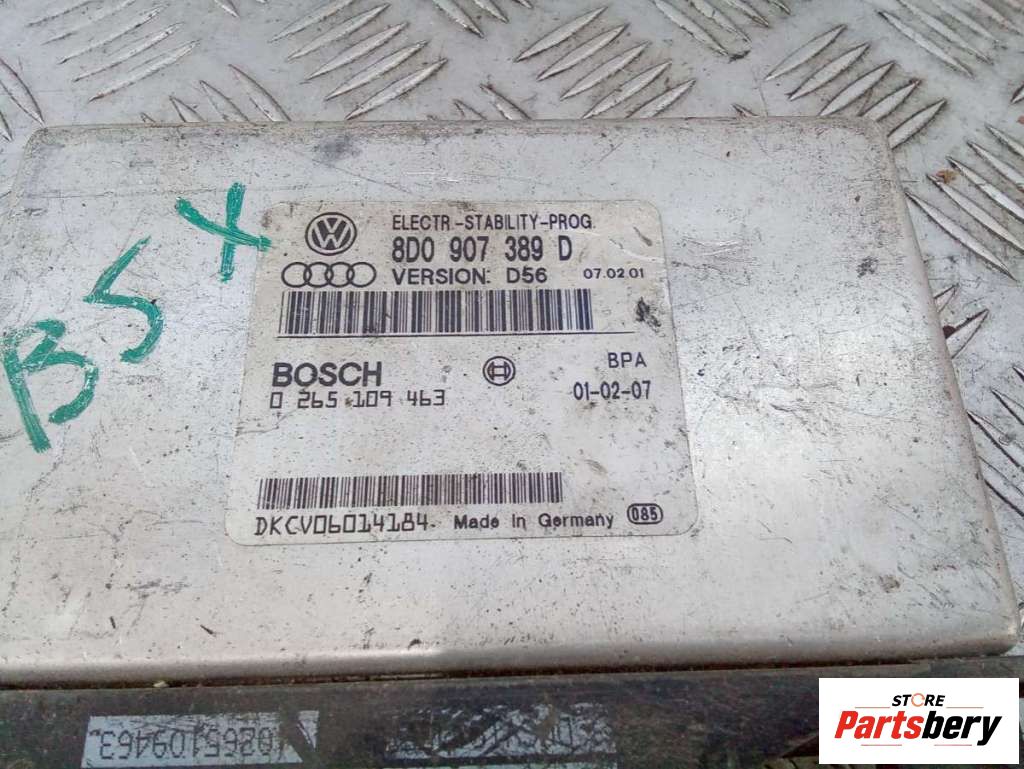 B5 Y
ELECTR.-STABILITY-PROG.
8D0 907 389 D
VERSION: D56 07.02.01
BOSCH
BPA
0 265 109 463
01-02-07
DKCV06014184.
Made in Germany 085
0265109463
STORE
Partsbery